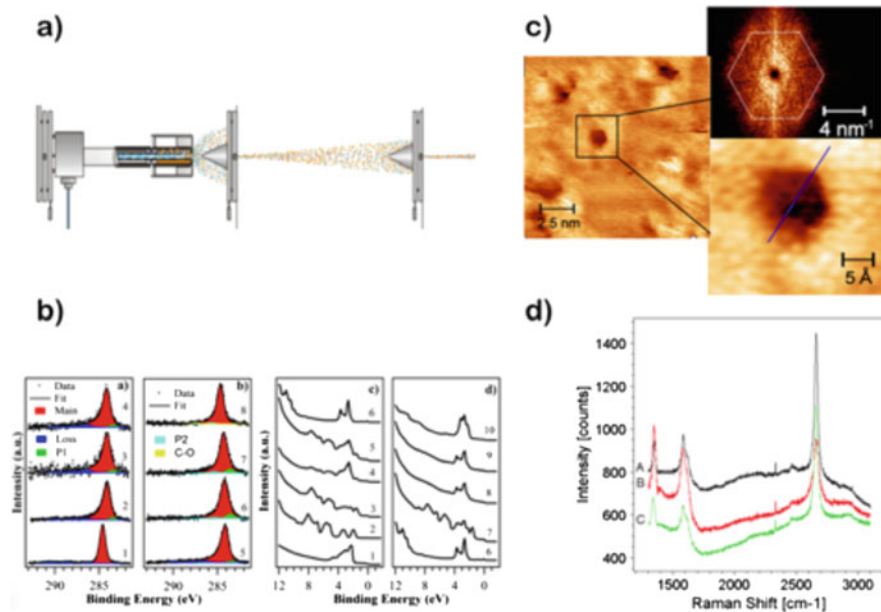 a)
c)
4 nm⁻¹
2.5 nm
5 Å
b)
Intensity (a.u.)
Data
Fit
Main
Loss
P1
a)
4
3
2
1
290
285
Binding Energy (eV)
Data
Fit
P2
C-O
b)
8
7
6
5
290
285
Binding Energy (eV)
Intensity (a.u.)
c)
6
5
4
3
2
1
12
8
4
0
Binding Energy (eV)
d)
10
9
8
7
6
12
8
4
0
Binding Energy (eV)
d)
Intensity [counts]
1400
1200
1000
800
600
400
A
B
C
1500
2000
2500
3000
Raman Shift [cm-1]